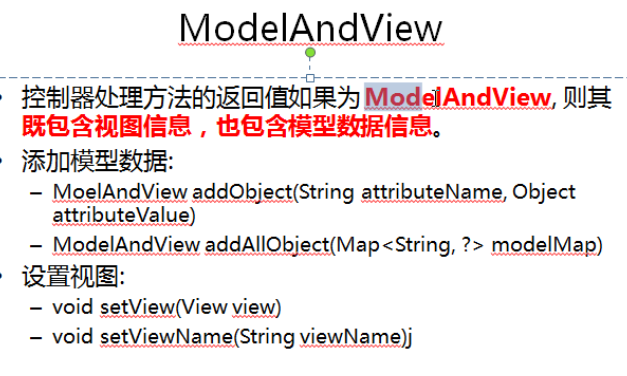 ModelAndView
• 控制器处理方法的返回值如果为 ModelAndView, 则其
既包含视图信息，也包含模型数据信息。
• 添加模型数据:
– MoelAndView addObject(String attributeName, Object
attributeValue)
– ModelAndView addAllObject(Map<String, ?> modelMap)
• 设置视图:
– void setView(View view)
– void setViewName(String viewName)j